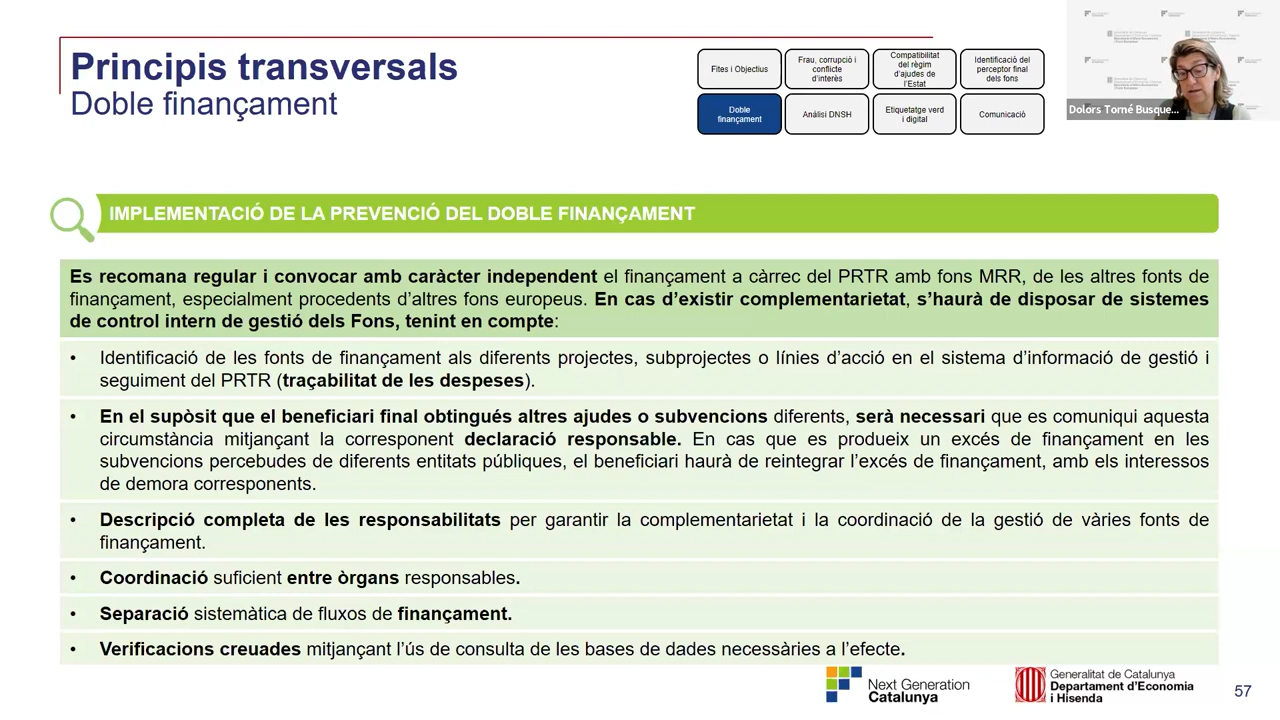 Principis transversals
Doble finançament
Fites i Objectius
Frau, corrupció i
conflicte
d'interès
Compatibilitat
del règim
d'ajudes de
l'Estat
Identificació del
perceptor final
dels fons
Doble
finançament
Anàlisi DNSH
Etiquetatge verd
i digital
Comunicació
Dolors Torné Busque...
IMPLEMENTACIÓ DE LA PREVENCIÓ DEL DOBLE FINANÇAMENT
Es recomana regular i convocar amb caràcter independent el finançament a càrrec del PRTR amb fons MRR, de les altres fonts de
finançament, especialment procedents d'altres fons europeus. En cas d'existir complementarietat, s'haurà de disposar de sistemes
de control intern de gestió dels Fons, tenint en compte:
• Identificació de les fonts de finançament als diferents projectes, subprojectes o línies d'acció en el sistema d'informació de gestió i
seguiment del PRTR (traçabilitat de les despeses).
• En el supòsit que el beneficiari final obtingués altres ajudes o subvencions diferents, serà necessari que es comuniqui aquesta
circumstància mitjançant la corresponent declaració responsable. En cas que es produeix un excés de finançament en les
subvencions percebudes de diferents entitats públiques, el beneficiari haurà de reintegrar l'excés de finançament, amb els interessos
de demora corresponents.
• Descripció completa de les responsabilitats per garantir la complementarietat i la coordinació de la gestió de vàries fonts de
finançament.
• Coordinació suficient entre òrgans responsables.
• Separació sistemàtica de fluxos de finançament.
• Verificacions creuades mitjançant l'ús de consulta de les bases de dades necessàries a l'efecte.
Next Generation
Catalunya
Generalitat de Catalunya
Departament d'Economia
i Hisenda
57